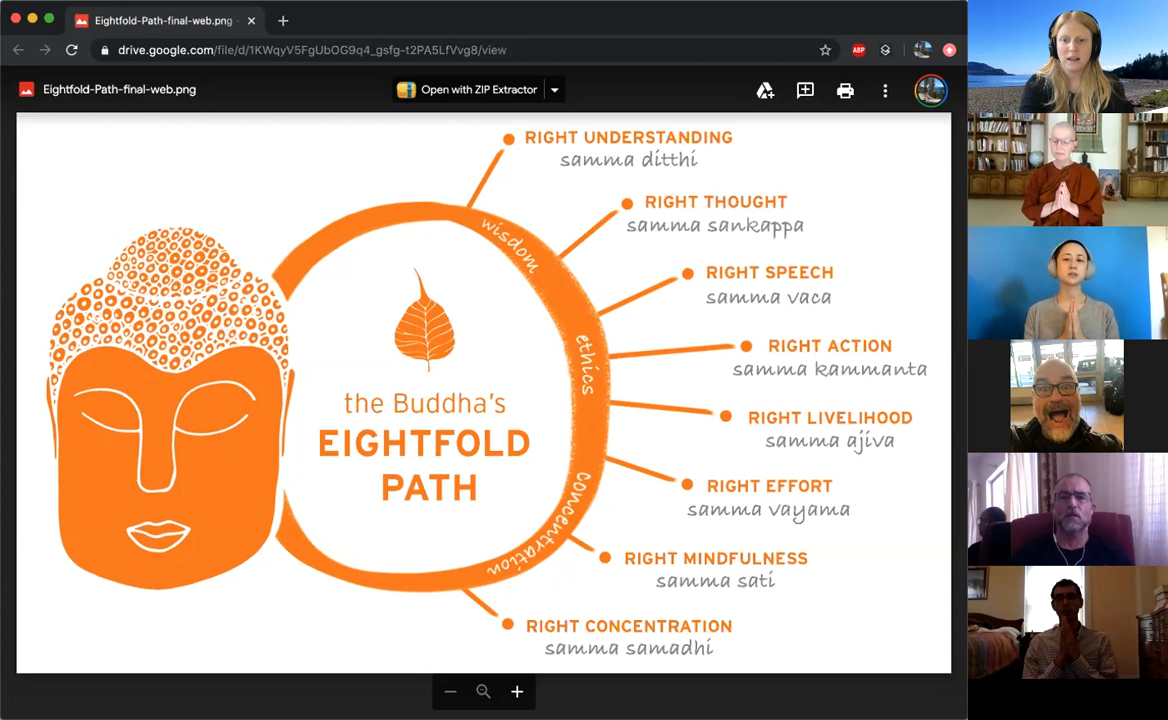 Eightfold-Path-final-web.png
drive.google.com/file/d/1KWqyV5FgUbOG9q4_gsfg-t2PA5LfVvg8/view
ABP
Eightfold-Path-final-web.png
Open with ZIP Extractor
RIGHT UNDERSTANDING
samma ditthi
RIGHT THOUGHT
samma sankappa
RIGHT SPEECH
samma vaca
RIGHT ACTION
samma kammanta
RIGHT LIVELIHOOD
samma ajiva
RIGHT EFFORT
samma vayama
RIGHT MINDFULNESS
samma sati
RIGHT CONCENTRATION
samma samadhi
wisdom
ethics
concentration
the Buddha's
EIGHTFOLD
PATH